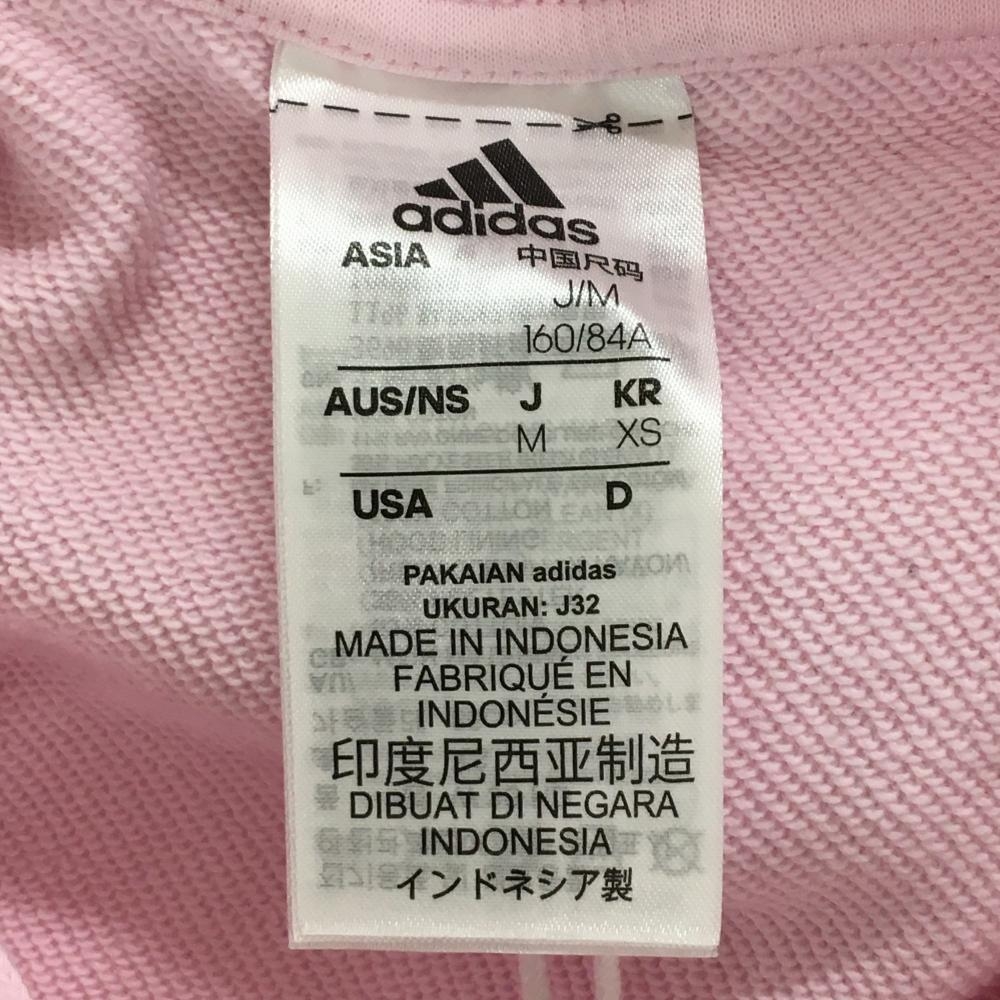 adidas
ASIA 中国尺码
J/M
160/84A
AUS/NS J KR
M XS
USA D
PAKAIAN adidas
UKURAN: J32
MADE IN INDONESIA
FABRIQUÉ EN
INDONÉSIE
印度尼西亚制造
DIBUAT DI NEGARA
INDONESIA
インドネシア製